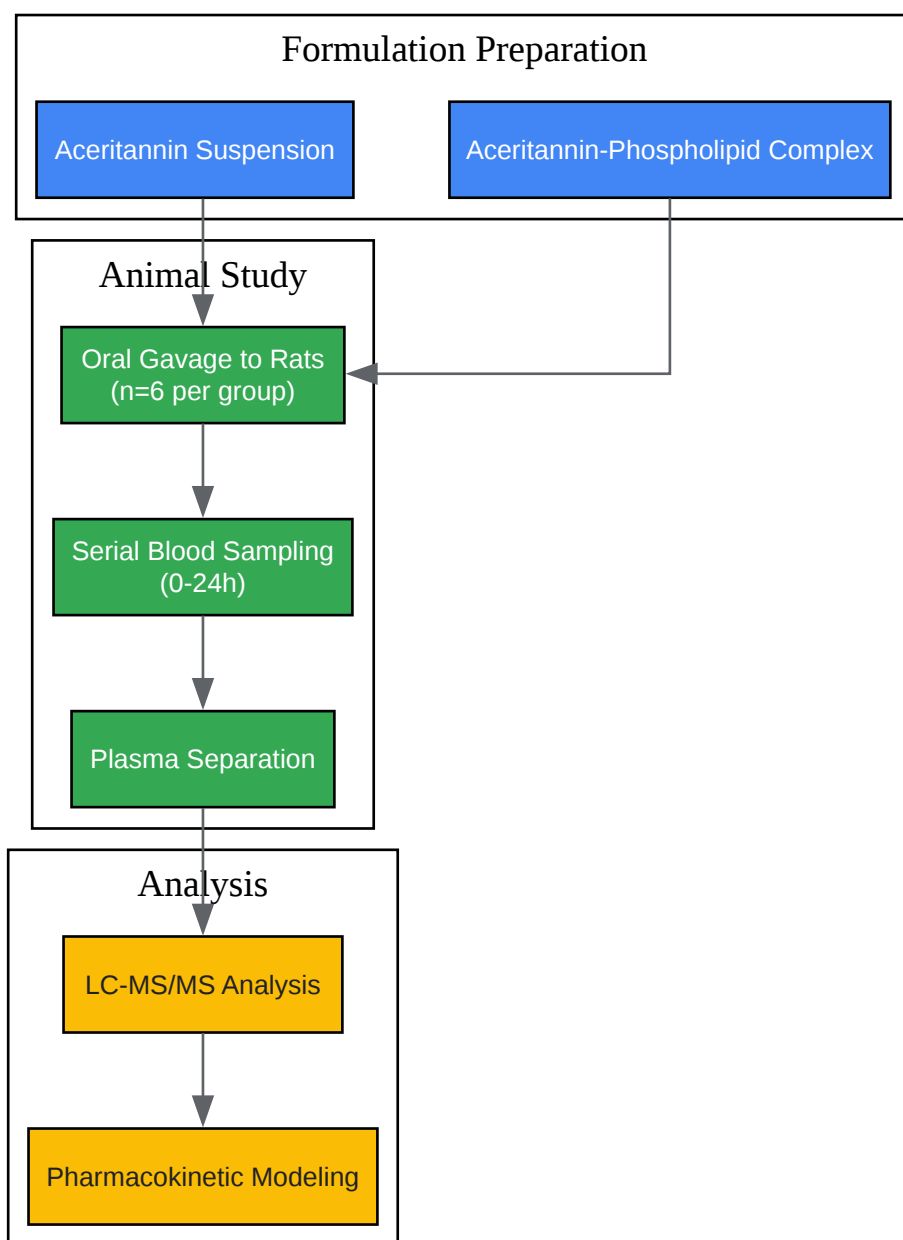 Formulation Preparation
Aceritannin Suspension
Aceritannin-Phospholipid Complex
Animal Study
Oral Gavage to Rats
(n=6 per group)
Serial Blood Sampling
(0-24h)
Plasma Separation
Analysis
LC-MS/MS Analysis
Pharmacokinetic Modeling